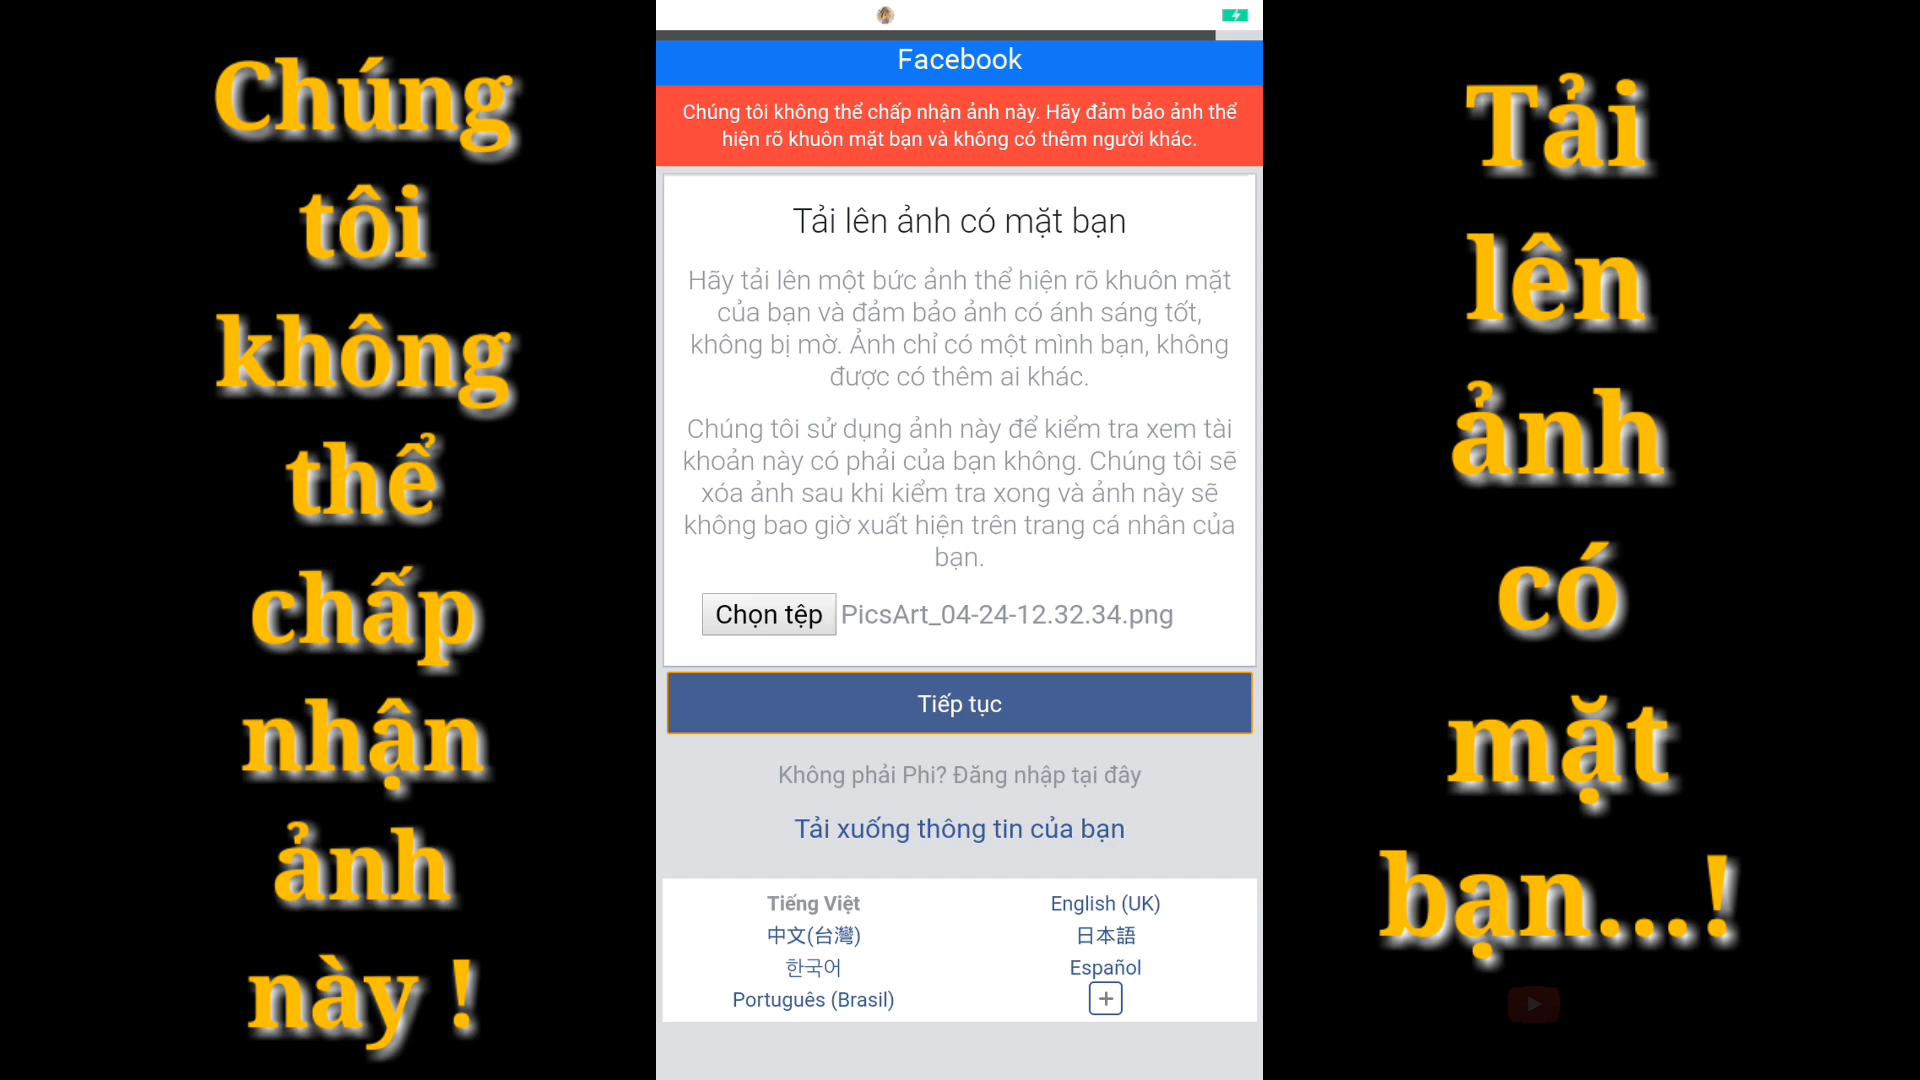 Chúng
tôi
không
thể
chấp
nhận
ảnh
này !
Facebook
Chúng tôi không thể chấp nhận ảnh này. Hãy đảm bảo ảnh thể
hiện rõ khuôn mặt bạn và không có thêm người khác.
Tải lên ảnh có mặt bạn
Hãy tải lên một bức ảnh thể hiện rõ khuôn mặt
của bạn và đảm bảo ảnh có ánh sáng tốt,
không bị mờ. Ảnh chỉ có một mình bạn, không
được có thêm ai khác.
Chúng tôi sử dụng ảnh này để kiểm tra xem tài
khoản này có phải của bạn không. Chúng tôi sẽ
xóa ảnh sau khi kiểm tra xong và ảnh này sẽ
không bao giờ xuất hiện trên trang cá nhân của
bạn.
Chọn tệp PicsArt_04-24-12.32.34.png
Tiếp tục
Không phải Phi? Đăng nhập tại đây
Tải xuống thông tin của bạn
Tiếng Việt English (UK)
中文(台灣) 日本語
한국어 Español
Português (Brasil) +
Tải
lên
ảnh
có
mặt
bạn...!